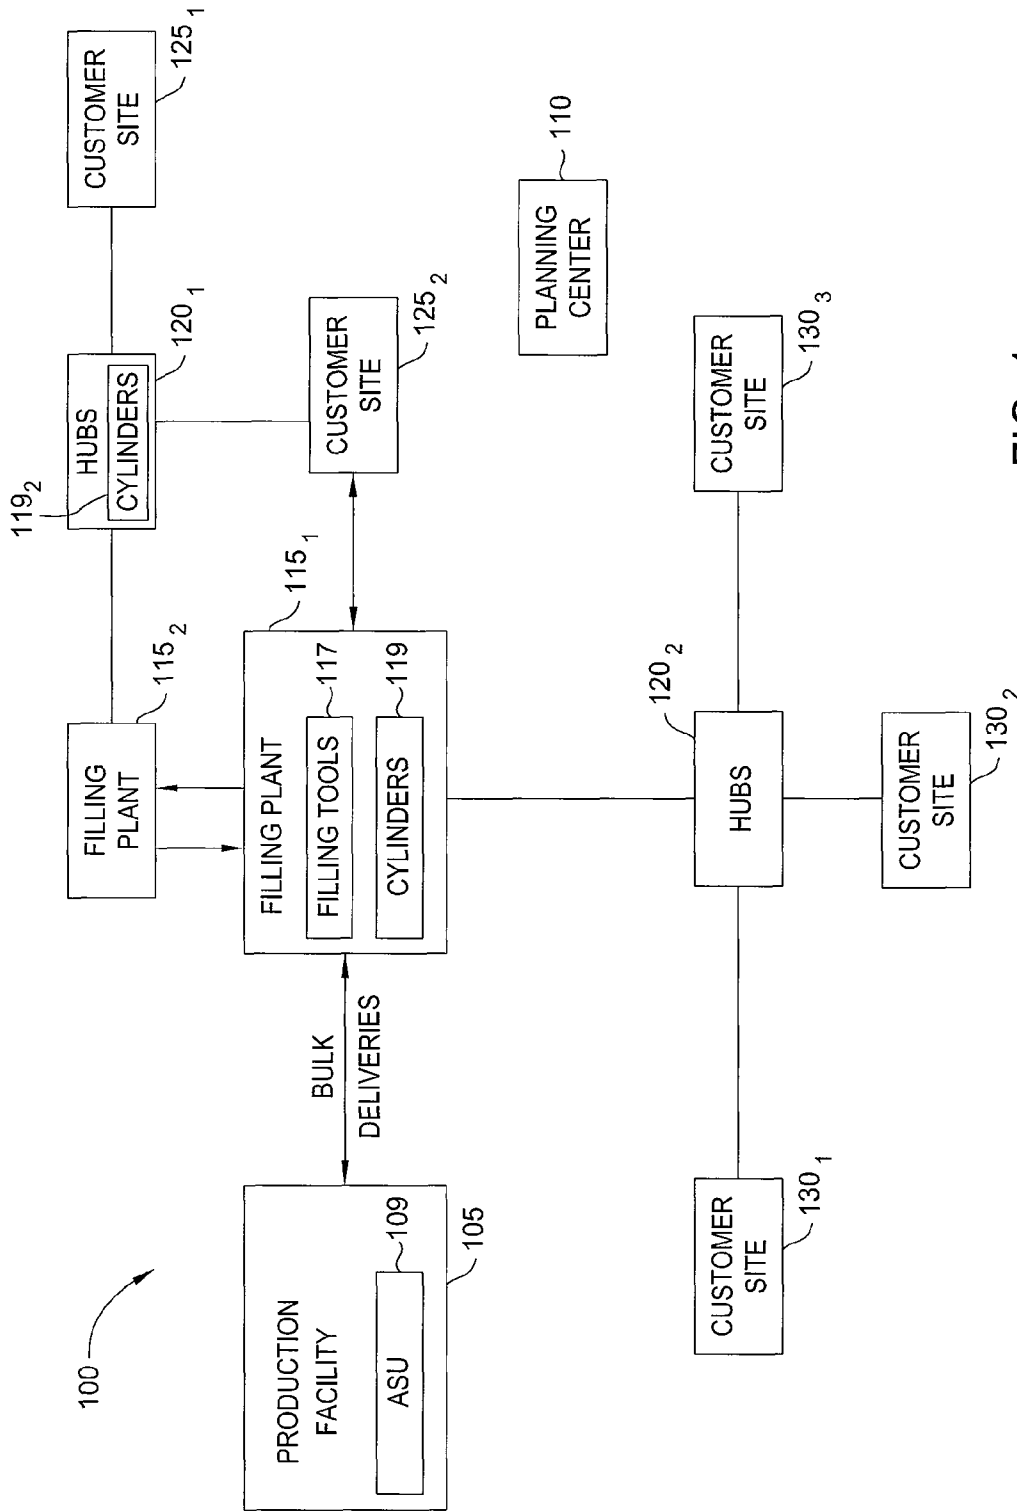 100
119₂
HUBS
CYLINDERS
120₁
CUSTOMER
SITE
125₁
FILLING
PLANT
115₂
PRODUCTION
FACILITY
ASU
109
105
BULK
DELIVERIES
FILLING PLANT
115₁
FILLING TOOLS
117
CYLINDERS
119
CUSTOMER
SITE
125₂
PLANNING
CENTER
110
CUSTOMER
SITE
130₁
HUBS
120₂
CUSTOMER
SITE
130₃
CUSTOMER
SITE
130₂
FIG. 1